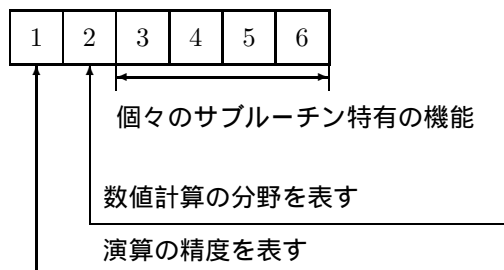 1 2 3 4 5 6
個々のサブルーチン特有の機能
数値計算の分野を表す
演算の精度を表す